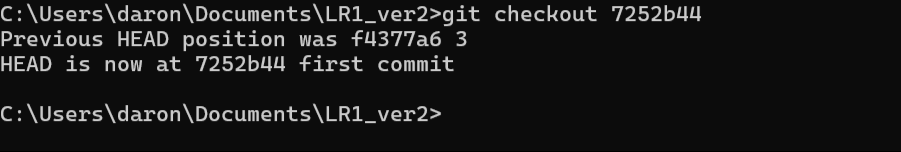 C:\Users\daron\Documents\LR1_ver2>git checkout 7252b44
Previous HEAD position was f4377a6 3
HEAD is now at 7252b44 first commit
C:\Users\daron\Documents\LR1_ver2>